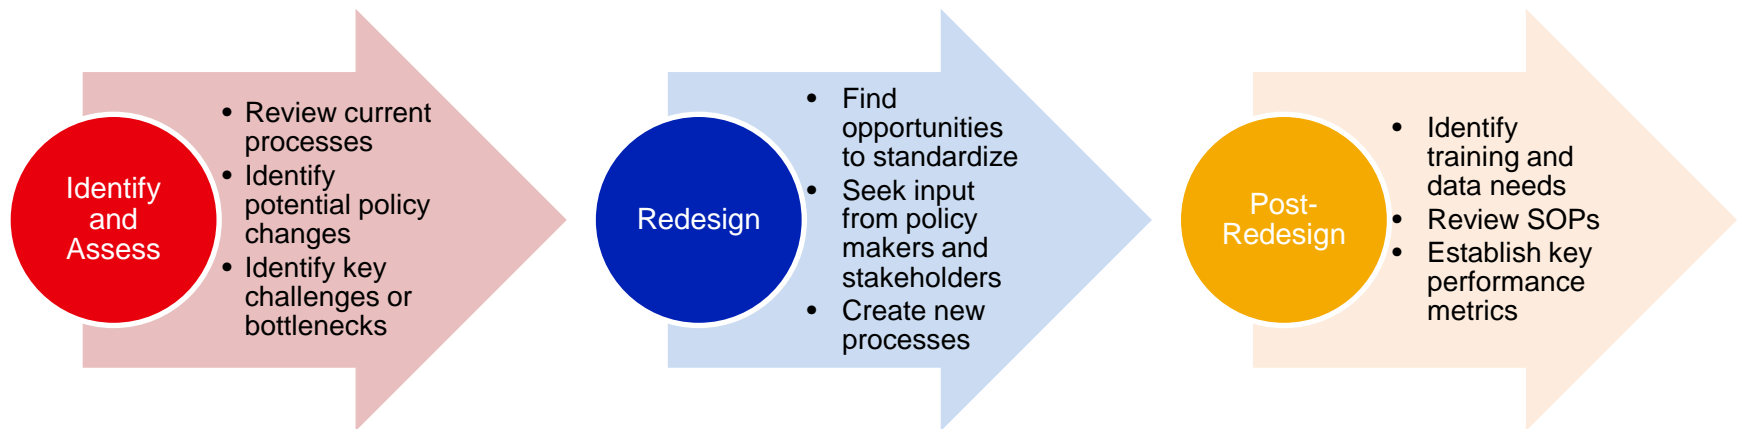 Identify
and
Assess
• Review current
processes
• Identify
potential policy
changes
• Identify key
challenges or
bottlenecks
Redesign
• Find
opportunities
to standardize
• Seek input
from policy
makers and
stakeholders
• Create new
processes
Post-
Redesign
• Identify
training and
data needs
• Review SOPs
• Establish key
performance
metrics